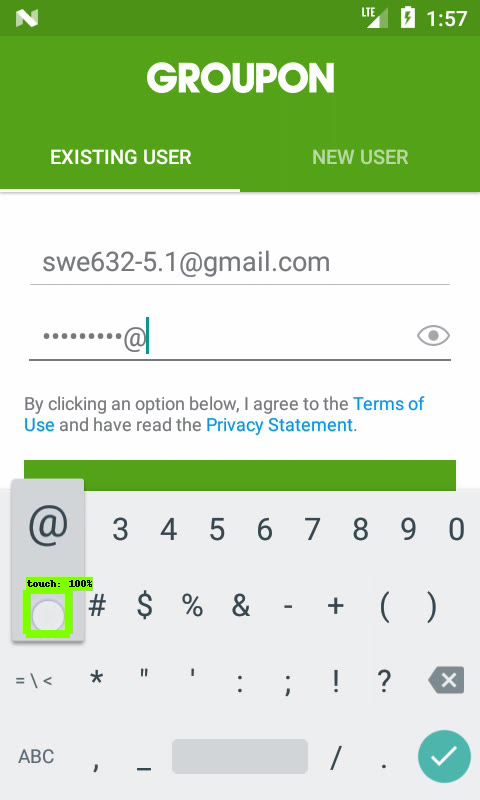 LTE 1:57
GROUPON
EXISTING USER NEW USER
swe632-5.1@gmail.com
•••••••••@
By clicking an option below, I agree to the Terms of
Use and have read the Privacy Statement.
@ 3 4 5 6 7 8 9 0
touch: 100%
# $ % & - + ( )
= \ < * " ' : ; ! ?
ABC , _ / .